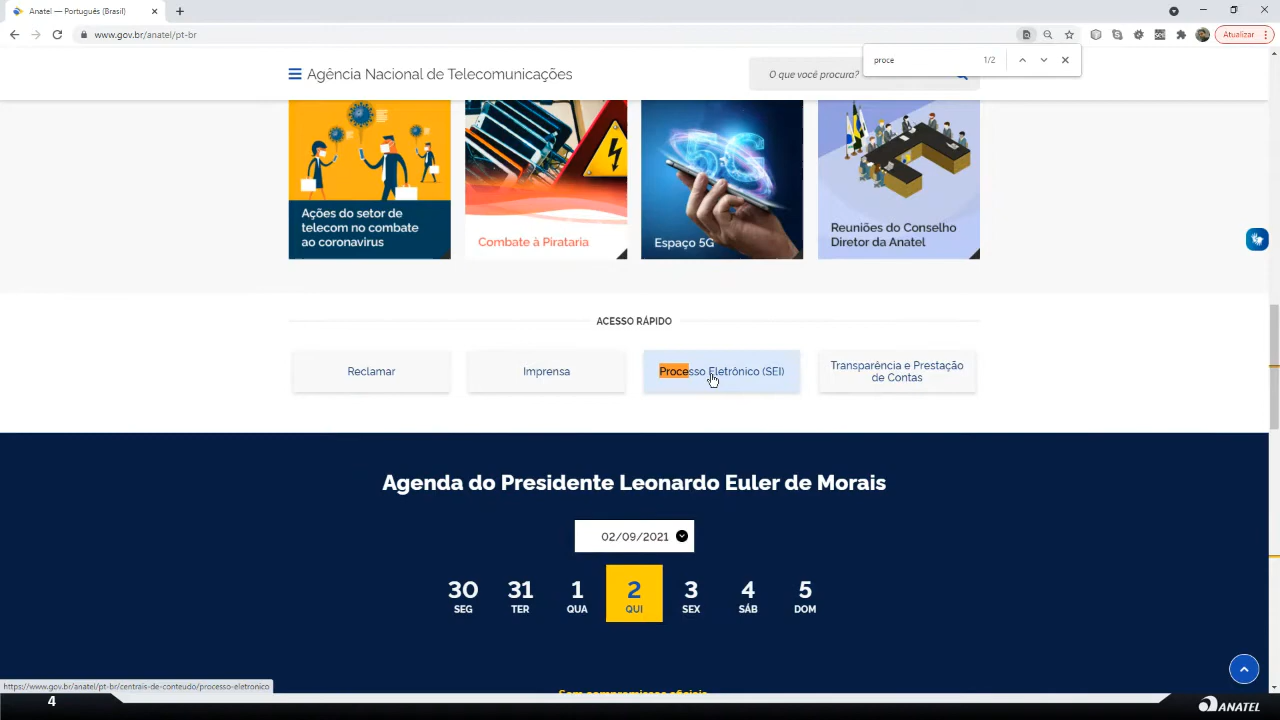 Anatel — Português (Brasil)
www.gov.br/anatel/pt-br
Atualizar
proce
1/2
Agência Nacional de Telecomunicações
O que você procura?
Ações do setor de
telecom no combate
ao coronavirus
Combate à Pirataria
5G
Espaço 5G
Reuniões do Conselho
Diretor da Anatel
ACESSO RÁPIDO
Reclamar
Imprensa
Processo Eletrônico (SEI)
Transparência e Prestação
de Contas
Agenda do Presidente Leonardo Euler de Morais
02/09/2021
30 31 1 2 3 4 5
SEG TER QUA QUI SEX SÁB DOM
Sem compromissos oficiais
https://www.gov.br/anatel/pt-br/centrais-de-conteudo/processo-eletronico
4
ANATEL